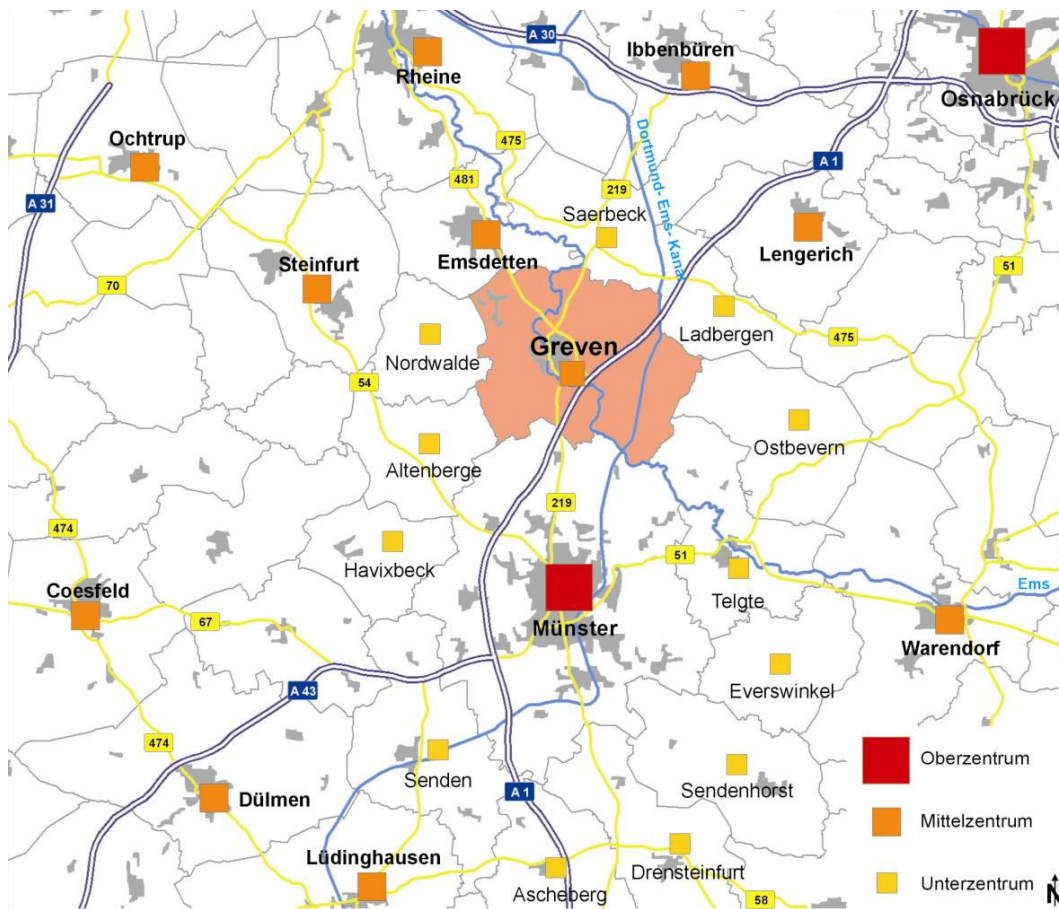 A 30
Ibbenbüren
A 1
Osnabrück
Rheine
Ochtrup
475
Dortmund- Ems- Kanal
A 1
481
219
A 31
Saerbeck
Emsdetten
Lengerich
Steinfurt
51
70
Ladbergen
Greven
475
Nordwalde
54
Ostbevern
Altenberge
219
474
Havixbeck
51
Coesfeld
Telgte
Ems
67
Münster
Warendorf
Everswinkel
A 43
474
Senden
Oberzentrum
Sendenhorst
A 1
Dülmen
Mittelzentrum
Lüdinghausen
Drensteinfurt
Ascheberg
Unterzentrum
58
N